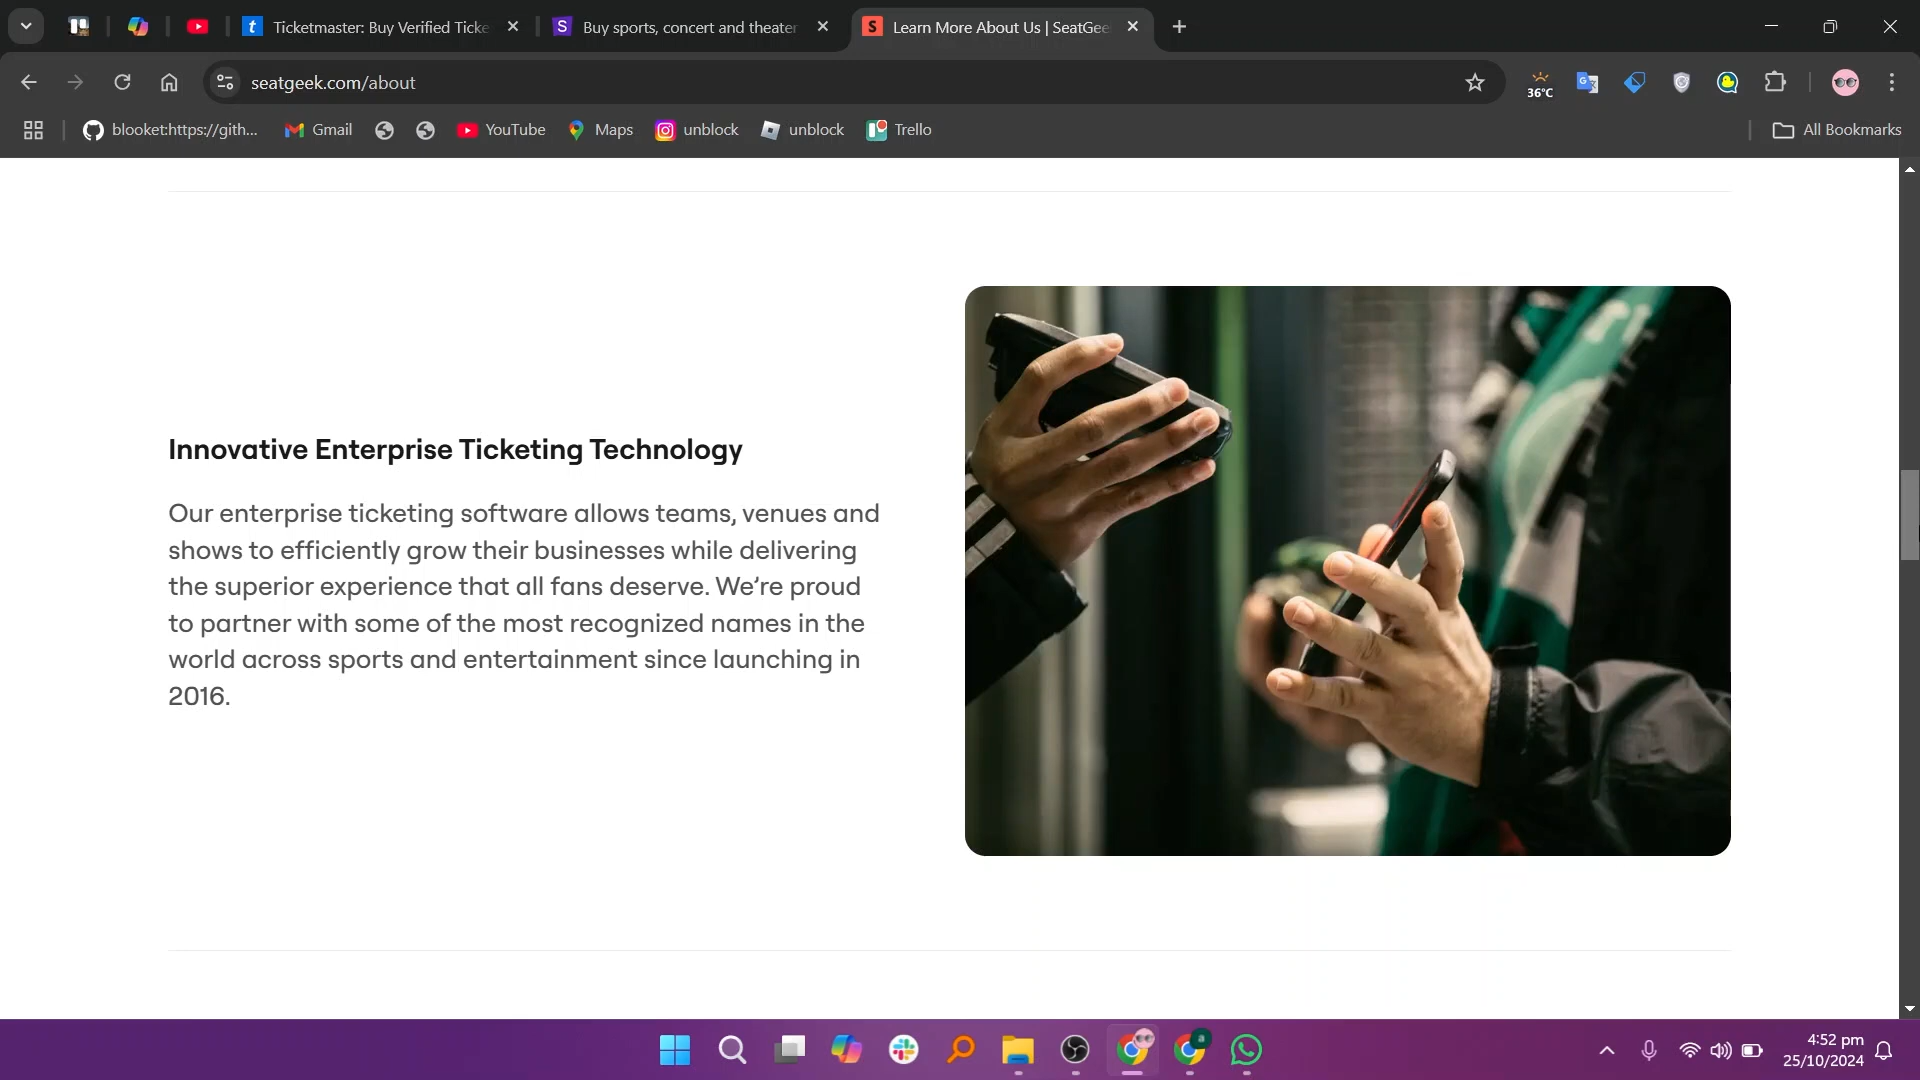 Ticketmaster: Buy Verified Ticke
Buy sports, concert and theater
Learn More About Us | SeatGee
seatgeek.com/about
36°C
blooket:https://gith...
Gmail
YouTube
Maps
unblock
unblock
Trello
All Bookmarks
Innovative Enterprise Ticketing Technology
Our enterprise ticketing software allows teams, venues and
shows to efficiently grow their businesses while delivering
the superior experience that all fans deserve. We’re proud
to partner with some of the most recognized names in the
world across sports and entertainment since launching in
2016.
4:52 pm
25/10/2024